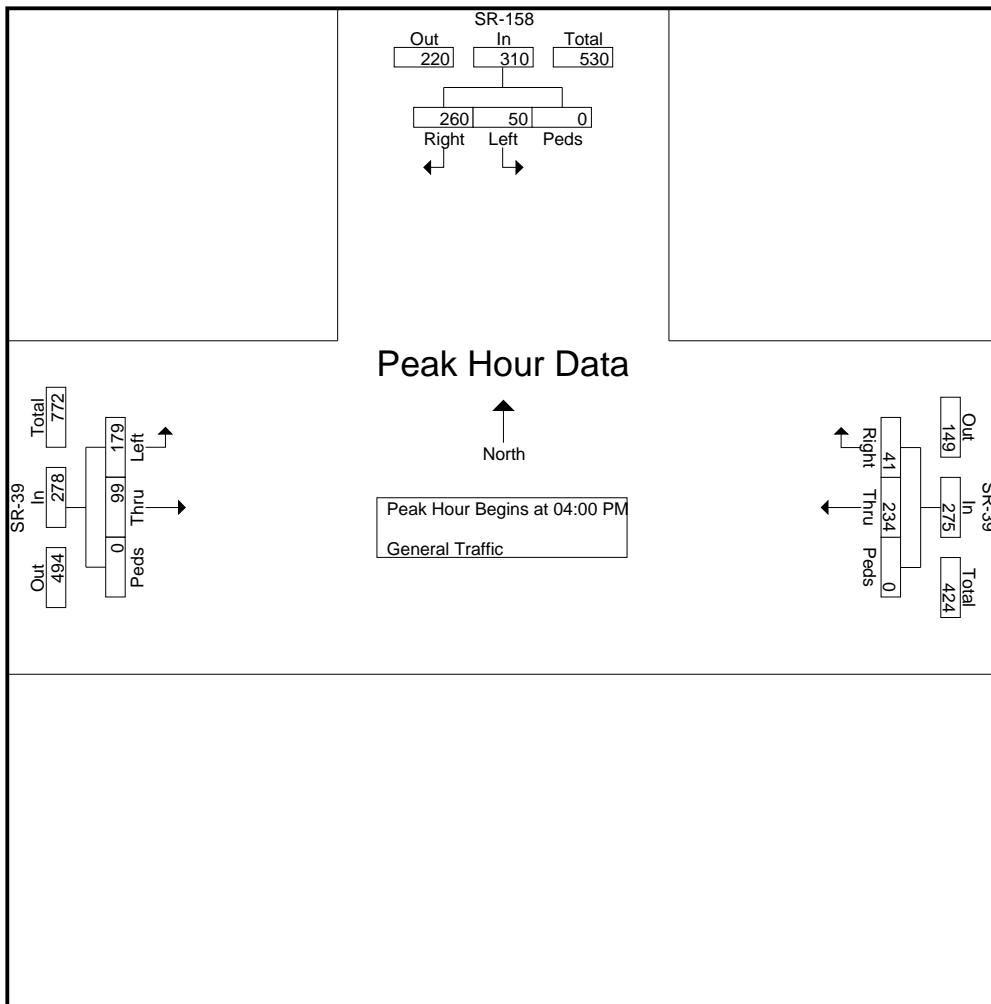 SR-158
Out In Total
220 310 530
260 50 0
Right Left Peds
Peak Hour Data
North
Peak Hour Begins at 04:00 PM
General Traffic
SR-39
Out In Total
494 278 772
179 99 0
Left Thru Peds
SR-39
Out In Total
149 275 424
41 234 0
Right Thru Peds